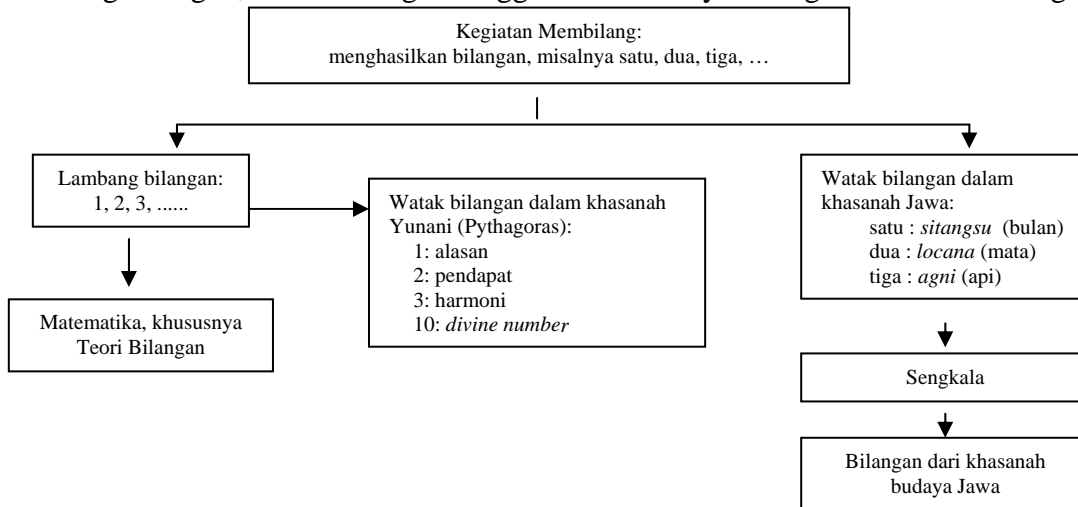 Kegiatan Membilang:
menghasilkan bilangan, misalnya satu, dua, tiga, …
Lambang bilangan:
1, 2, 3, ......
Watak bilangan dalam khasanah
Yunani (Pythagoras):
1: alasan
2: pendapat
3: harmoni
10: divine number
Watak bilangan dalam
khasanah Jawa:
satu : sitangsu (bulan)
dua : locana (mata)
tiga : agni (api)
Matematika, khususnya
Teori Bilangan
Sengkala
Bilangan dari khasanah
budaya Jawa